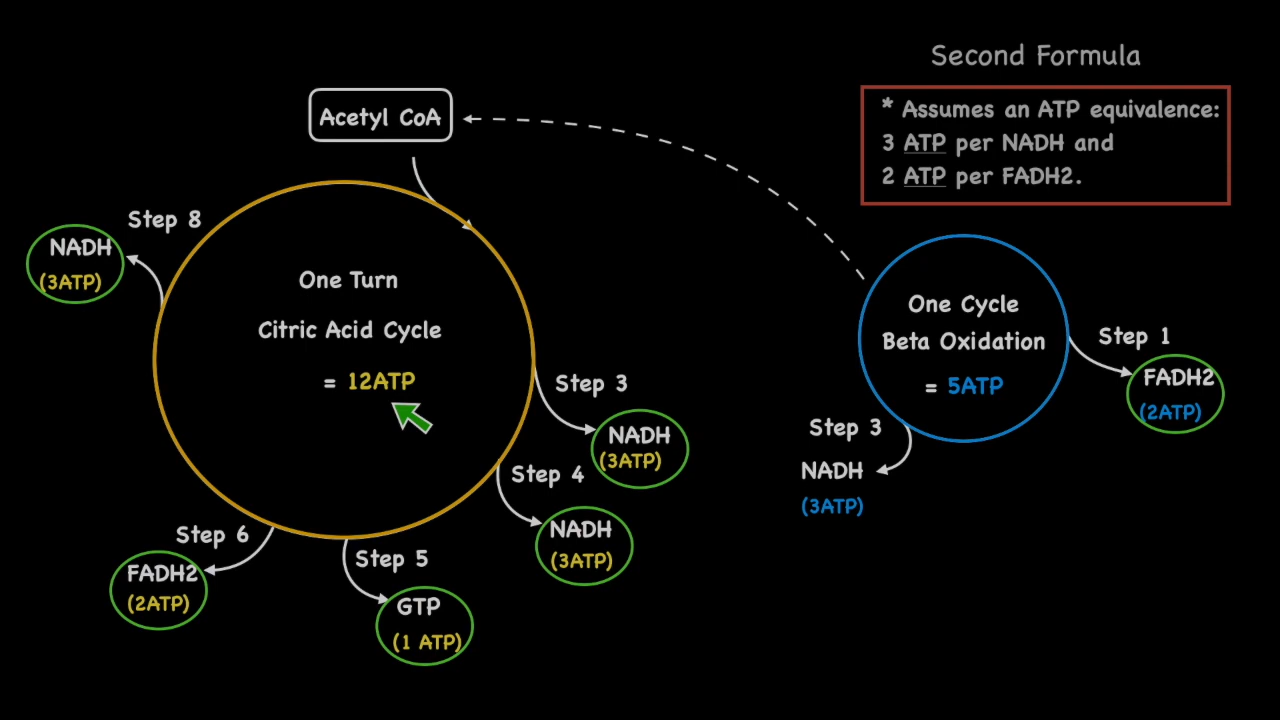 Second Formula
* Assumes an ATP equivalence:
3 ATP per NADH and
2 ATP per FADH2.
Acetyl CoA
Step 8
NADH
(3ATP)
One Turn
Citric Acid Cycle
= 12ATP
Step 3
NADH
(3ATP)
Step 4
NADH
(3ATP)
Step 5
GTP
(1 ATP)
Step 6
FADH2
(2ATP)
One Cycle
Beta Oxidation
= 5ATP
Step 1
FADH2
(2ATP)
Step 3
NADH
(3ATP)